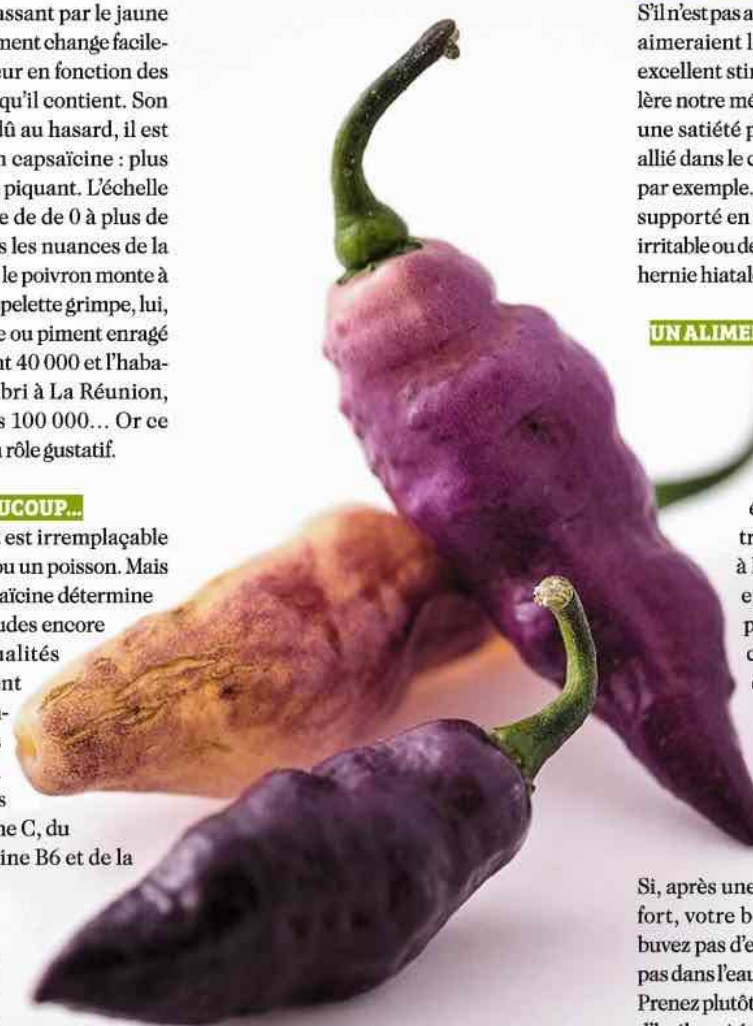 assant par le jaune
ment change facile-
eur en fonction des
qu'il contient. Son
dû au hasard, il est
n capsaïcine : plus
piquant. L'échelle
e de de 0 à plus de
s les nuances de la
le poivron monte à
pelette grimpe, lui,
e ou piment enragé
nt 40 000 et l'haba-
bri à La Réunion,
s 100 000... Or ce
rôle gustatif.
UCOUP...
est irremplaçable
ou un poisson. Mais
aïcine détermine
udes encore
ualités
nt
ne C, du
ine B6 et de la
S'il n'est pas a
aimeraient l
excellent stir
lère notre mé
une satiété p
allié dans le c
par exemple.
supporté en
irritable ou de
hernie hiatal
UN ALIME
tr
à l
e
p
Si, après une
fort, votre b
buvez pas d'e
pas dans l'eau
Prenez plutôt